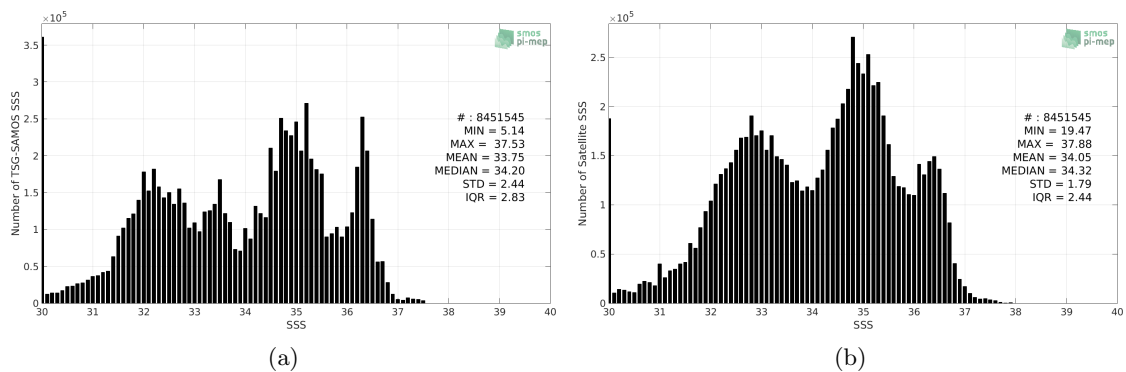 ×10⁵
3.5
3
2.5
2
1.5
1
0.5
0
30 31 32 33 34 35 36 37 38 39 40
SSS
Number of TSG-SAMOS SSS
smos
pi-mep
# : 8451545
MIN = 5.14
MAX = 37.53
MEAN = 33.75
MEDIAN = 34.20
STD = 2.44
IQR = 2.83
(a)
×10⁵
2.5
2
1.5
1
0.5
0
30 31 32 33 34 35 36 37 38 39 40
SSS
Number of Satellite SSS
smos
pi-mep
# : 8451545
MIN = 19.47
MAX = 37.88
MEAN = 34.05
MEDIAN = 34.32
STD = 1.79
IQR = 2.44
(b)